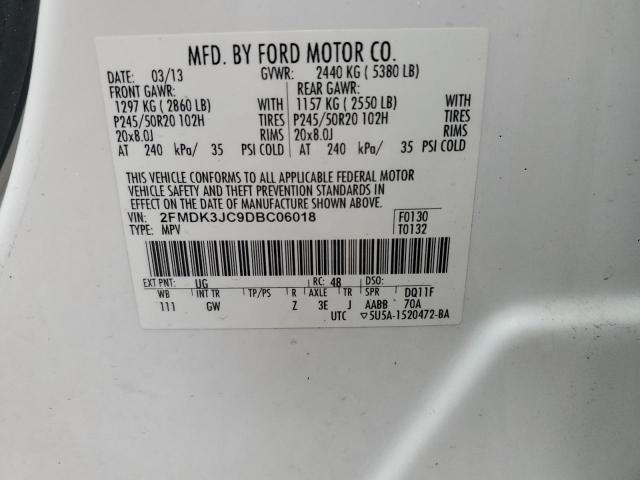 MFD. BY FORD MOTOR CO.
DATE: 03/13 GVWR: 2440 KG ( 5380 LB)
FRONT GAWR: REAR GAWR:
1297 KG ( 2860 LB) WITH 1157 KG ( 2550 LB) WITH
P245/50R20 102H TIRES P245/50R20 102H TIRES
20x8.0J RIMS 20x8.0J RIMS
AT 240 kPa/ 35 PSI COLD AT 240 kPa/ 35 PSI COLD
THIS VEHICLE CONFORMS TO ALL APPLICABLE FEDERAL MOTOR
VEHICLE SAFETY AND THEFT PREVENTION STANDARDS IN
EFFECT ON THE DATE OF MANUFACTURE SHOWN ABOVE.
VIN: 2FMDK3JC9DBC06018 F0130
TYPE: MPV T0132
EXT PNT: UG RC: 48 DSO:
WB INT TR TP/PS R AXLE TR SPR DQ11F
111 GW Z 3E J AABB 70A
UTC ▽5U5A-1520472-BA